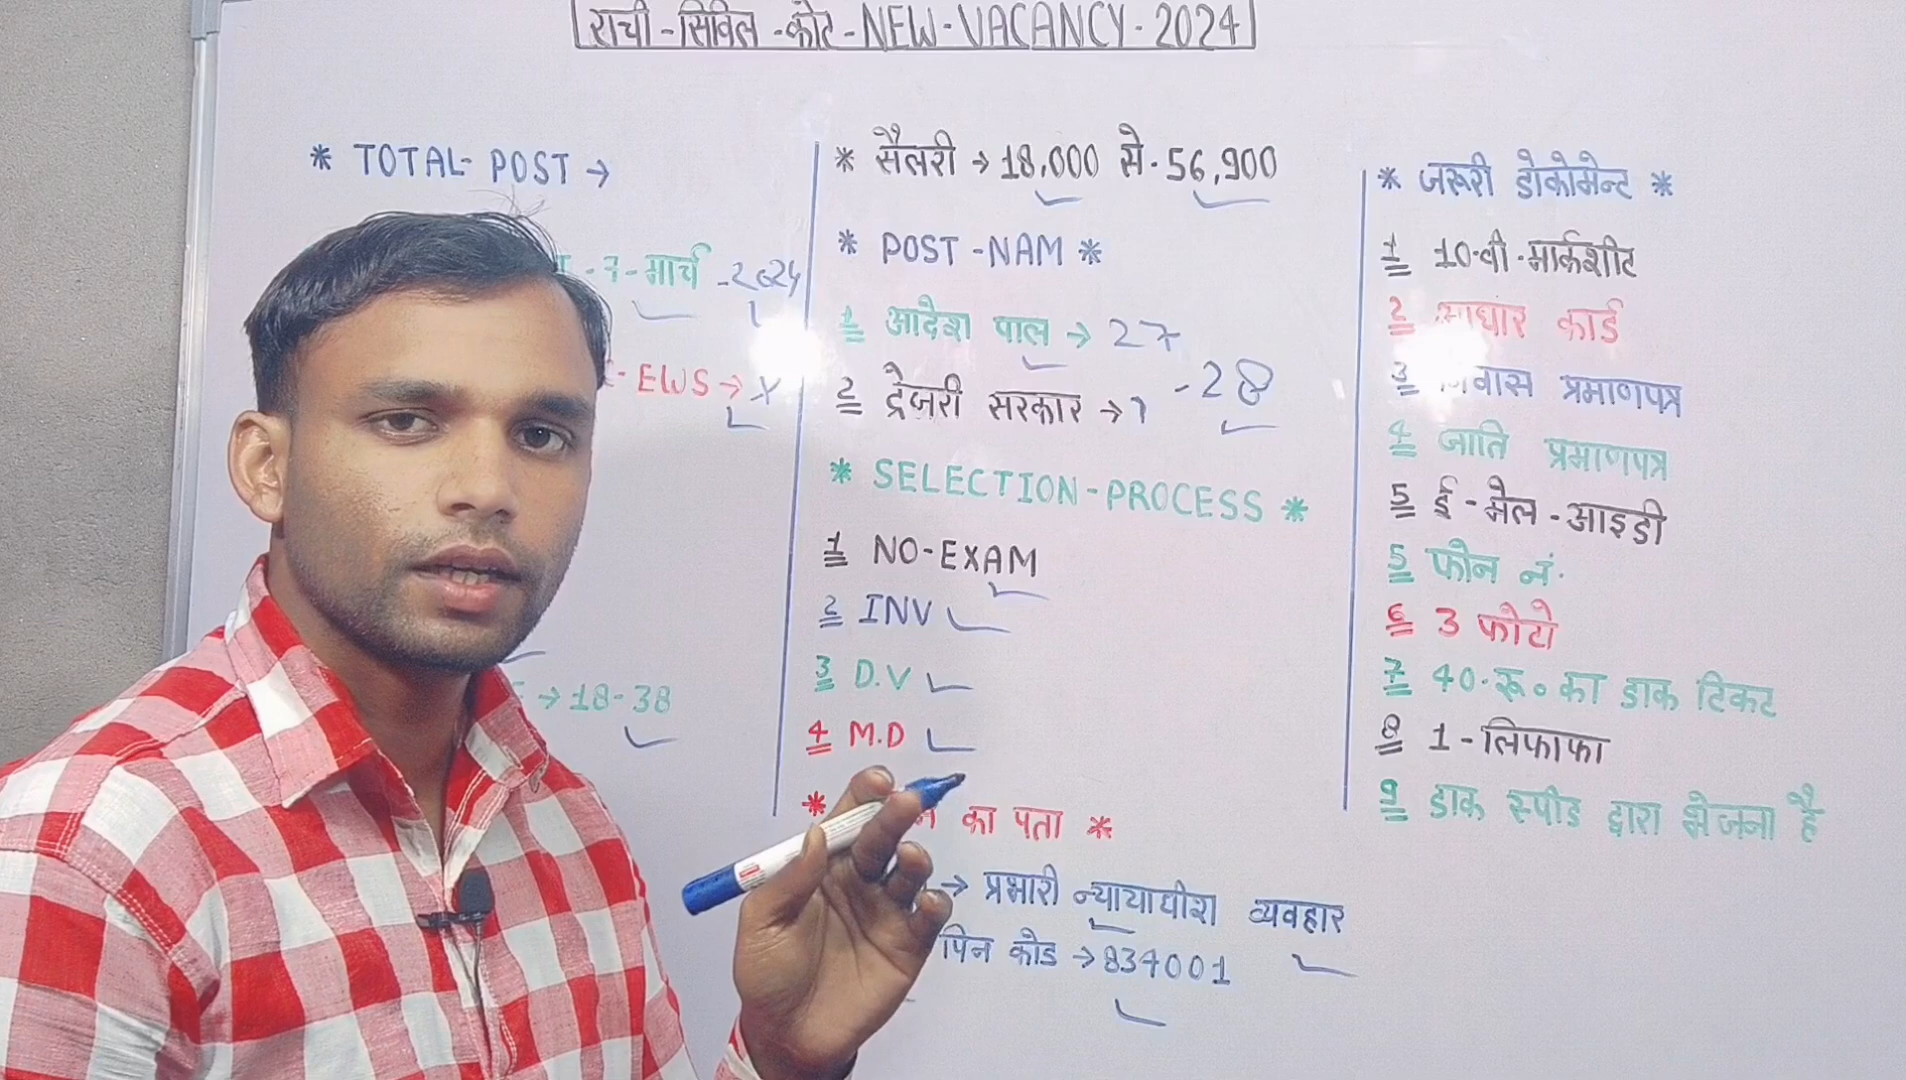 रांची-सिविल-कोर्ट-NEW-VACANCY-2024
* TOTAL- POST →
-7-मार्च -2024
- EWS → X
→ 18-38
* सैलरी → 18,000 से-56,900
* POST-NAM *
1 आदेश पाल → 27
2 ट्रेजरी सरकार → 1 -28
* SELECTION-PROCESS *
1 NO-EXAM
2 INV
3 D.V
4 M.D
* का पता *
→ प्रभारी न्यायाधीश व्यवहार
पिन कोड → 834001
* जरूरी डोकोमेन्ट *
1 10-वी-मार्कशीट
2 आधार कार्ड
3 निवास प्रमाणपत्र
4 जाति प्रमाणपत्र
5 ई-मेल-आइडी
5 फोन नं.
6 3 फोटो
7 40-रू० का डाक टिकट
8 1-लिफाफा
9 डाक स्पीड द्वारा भेजना है